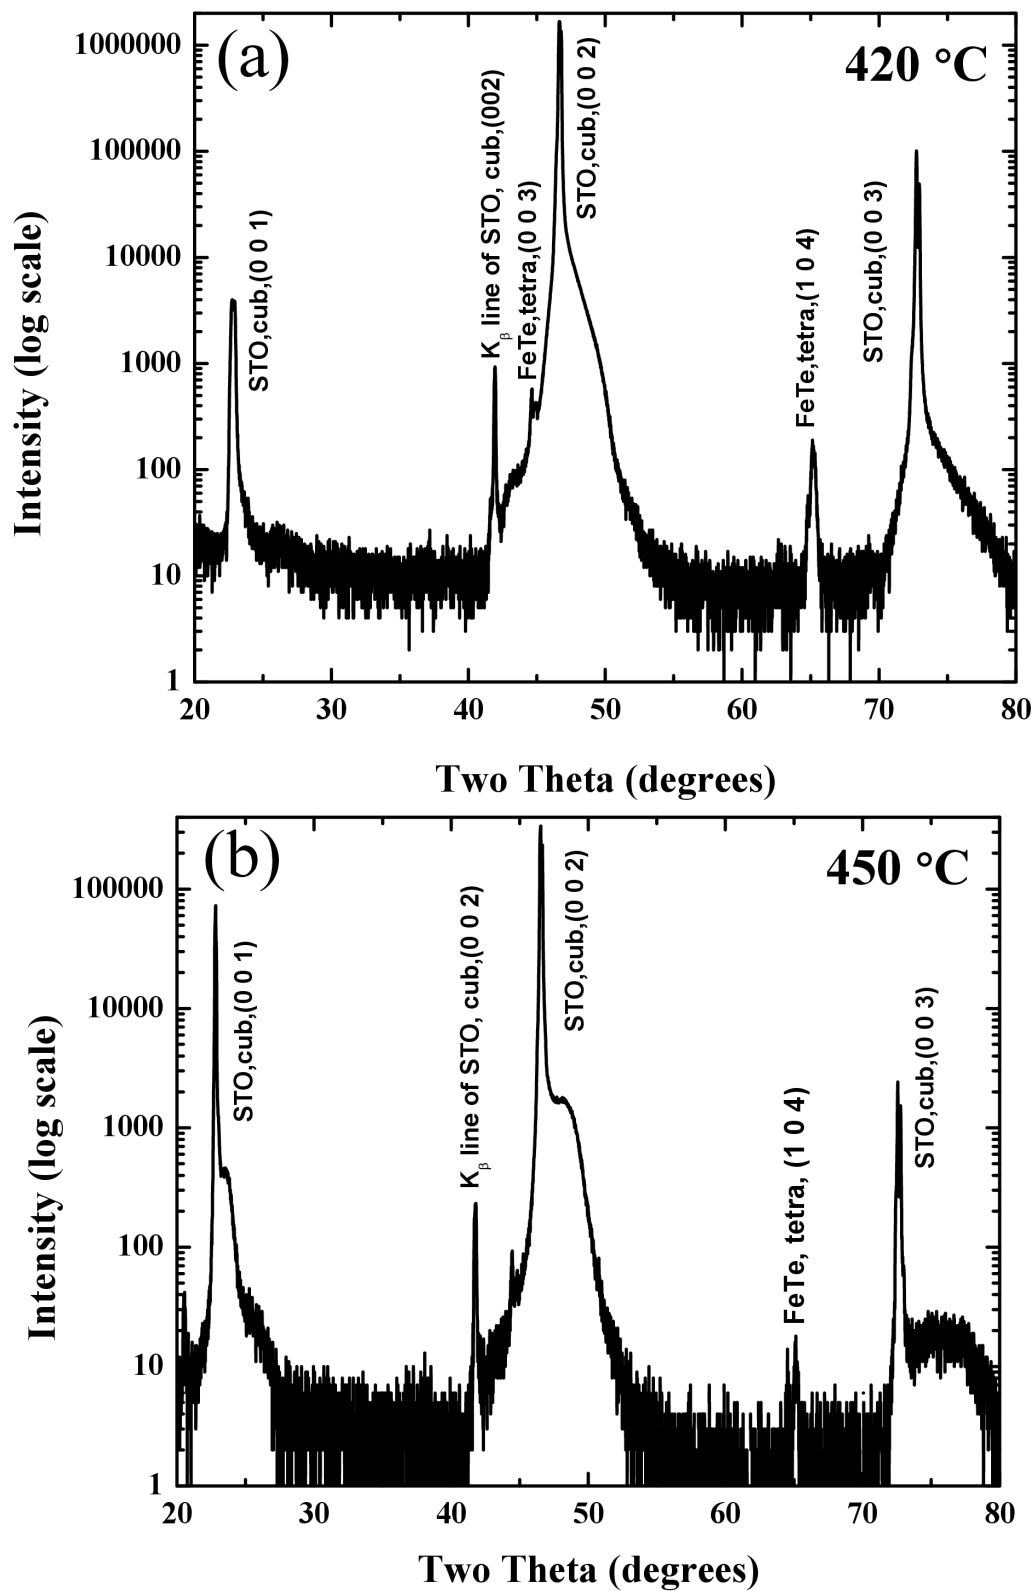 (a)
420 °C
1000000
100000
10000
1000
100
10
1
Intensity (log scale)
STO,cub,(0 0 1)
Kβ line of STO, cub,(002)
FeTe,tetra,(0 0 3)
STO,cub,(0 0 2)
FeTe,tetra,(1 0 4)
STO,cub,(0 0 3)
20 30 40 50 60 70 80
Two Theta (degrees)
(b)
450 °C
100000
10000
1000
100
10
1
Intensity (log scale)
STO,cub,(0 0 1)
Kβ line of STO, cub,(0 0 2)
STO,cub,(0 0 2)
FeTe, tetra, (1 0 4)
STO,cub,(0 0 3)
20 30 40 50 60 70 80
Two Theta (degrees)